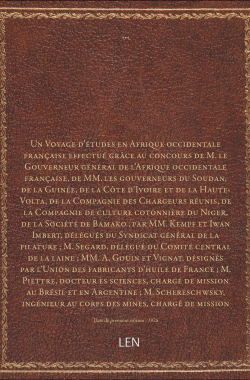 ...
Un Voyage d'études en Afrique occidentale
française effectué grâce au concours de M. le
Gouverneur général de l'Afrique occidentale
française, de MM. les gouverneurs du Soudan,
de la Guinée, de la Côte d'Ivoire et de la Haute-
Volta, de la Compagnie des Chargeurs réunis, de
la Compagnie de culture cotonnière du Niger,
de la Société de Bamako ; par MM. Kempf et Iwan
Imbert, délégués du Syndicat général de la
filature ; M. Segard, délégué du Comité central
de la laine ; MM. A. Gouin et Vignat, désignés
par l'Union des fabricants d'huile de France ; M.
Piettre, docteur ès sciences, chargé de mission
au Brésil et en Argentine ; M. Schereschwsky,
ingénieur au corps des mines, chargé de mission
Date de première édition :
LEN